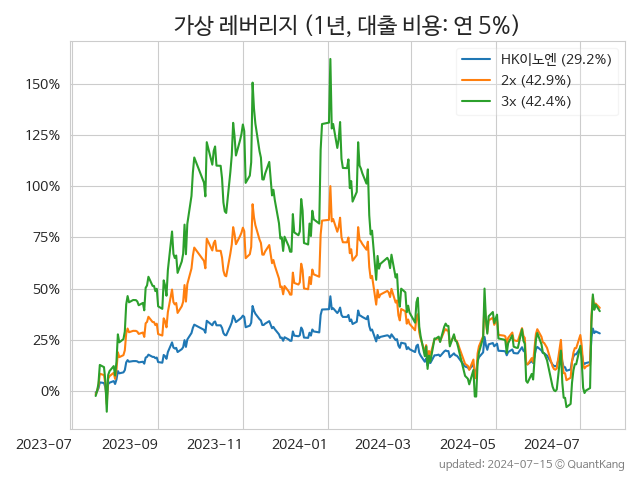 가상 레버리지 (1년, 대출 비용: 연 5%)
HK이노엔 (29.2%)
2x (42.9%)
3x (42.4%)
150%
125%
100%
75%
50%
25%
0%
2023-07 2023-09 2023-11 2024-01 2024-03 2024-05 2024-07
updated: 2024-07-15 © QuantKang